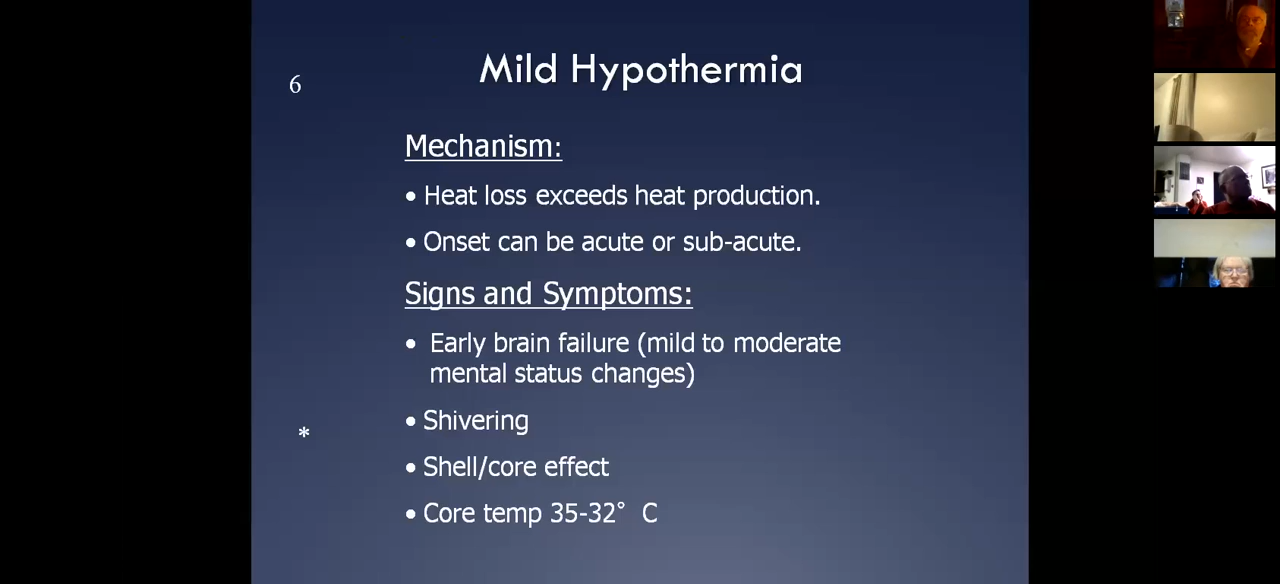 6
Mild Hypothermia
Mechanism:
• Heat loss exceeds heat production.
• Onset can be acute or sub-acute.
Signs and Symptoms:
• Early brain failure (mild to moderate
mental status changes)
• Shivering
*
• Shell/core effect
• Core temp 35-32° C